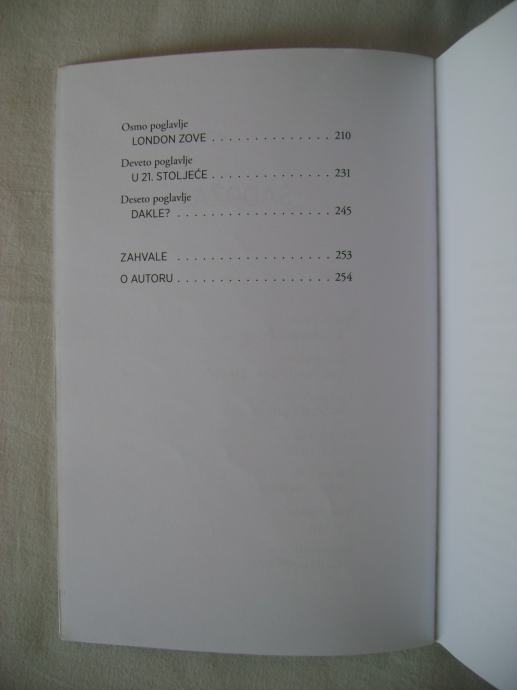 Osmo poglavlje
LONDON ZOVE . . . . . . . . . . . . . . 210
Deveto poglavlje
U 21. STOLJEĆE . . . . . . . . . . . . . . 231
Deseto poglavlje
DAKLE? . . . . . . . . . . . . . . . . . . 245
ZAHVALE . . . . . . . . . . . . . . . . . . 253
O AUTORU . . . . . . . . . . . . . . . . . . 254